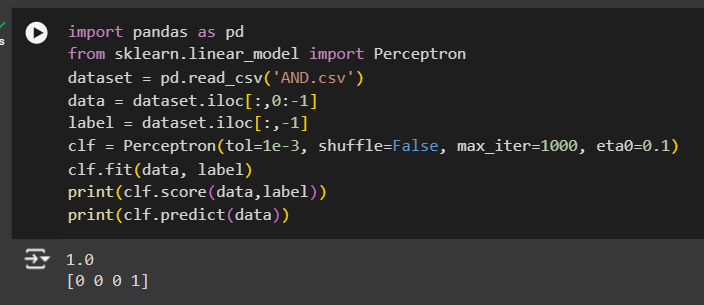 import pandas as pd
from sklearn.linear_model import Perceptron
dataset = pd.read_csv('AND.csv')
data = dataset.iloc[:,0:-1]
label = dataset.iloc[:,-1]
clf = Perceptron(tol=1e-3, shuffle=False, max_iter=1000, eta0=0.1)
clf.fit(data, label)
print(clf.score(data,label))
print(clf.predict(data))
1.0
[0 0 0 1]